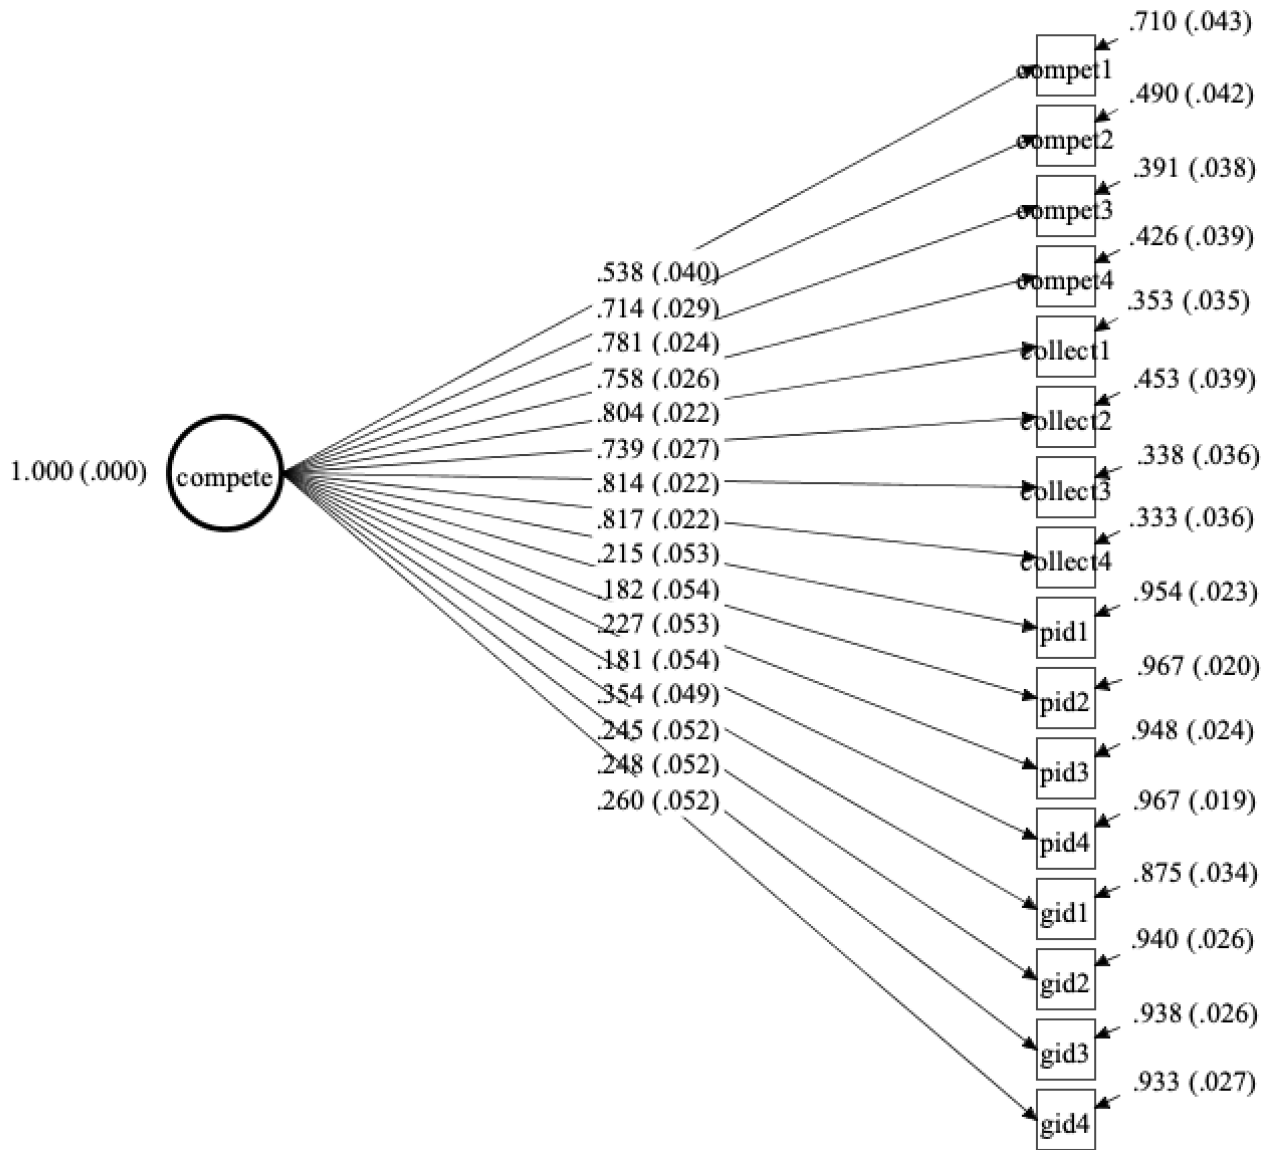 .710 (.043)
compet1
.490 (.042)
compet2
.391 (.038)
compet3
.426 (.039)
compet4
.353 (.035)
collect1
.453 (.039)
collect2
.338 (.036)
collect3
.333 (.036)
collect4
.954 (.023)
pid1
.967 (.020)
pid2
.948 (.024)
pid3
.967 (.019)
pid4
.875 (.034)
gid1
.940 (.026)
gid2
.938 (.026)
gid3
.933 (.027)
gid4
.538 (.040)
.714 (.029)
.781 (.024)
.758 (.026)
.804 (.022)
.739 (.027)
.814 (.022)
.817 (.022)
.215 (.053)
.182 (.054)
.227 (.053)
.181 (.054)
.354 (.049)
.245 (.052)
.248 (.052)
.260 (.052)
1.000 (.000)
compete